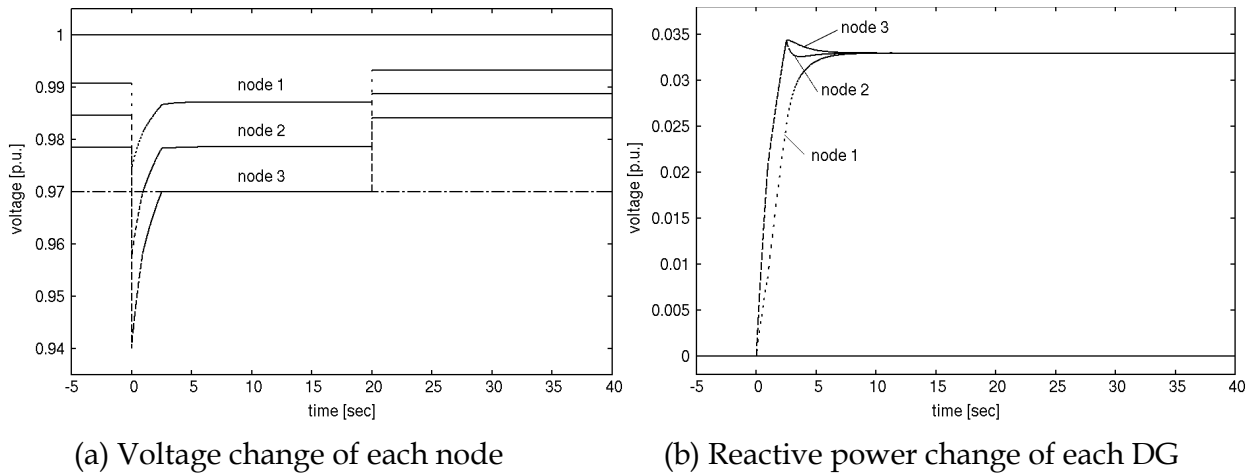 voltage [p.u.]
1
0.99
0.98
0.97
0.96
0.95
0.94
node 1
node 2
node 3
-5 0 5 10 15 20 25 30 35 40
time [sec]
(a) Voltage change of each node
voltage [p.u.]
0.035
0.03
0.025
0.02
0.015
0.01
0.005
0
node 3
node 2
node 1
-5 0 5 10 15 20 25 30 35 40
time [sec]
(b) Reactive power change of each DG